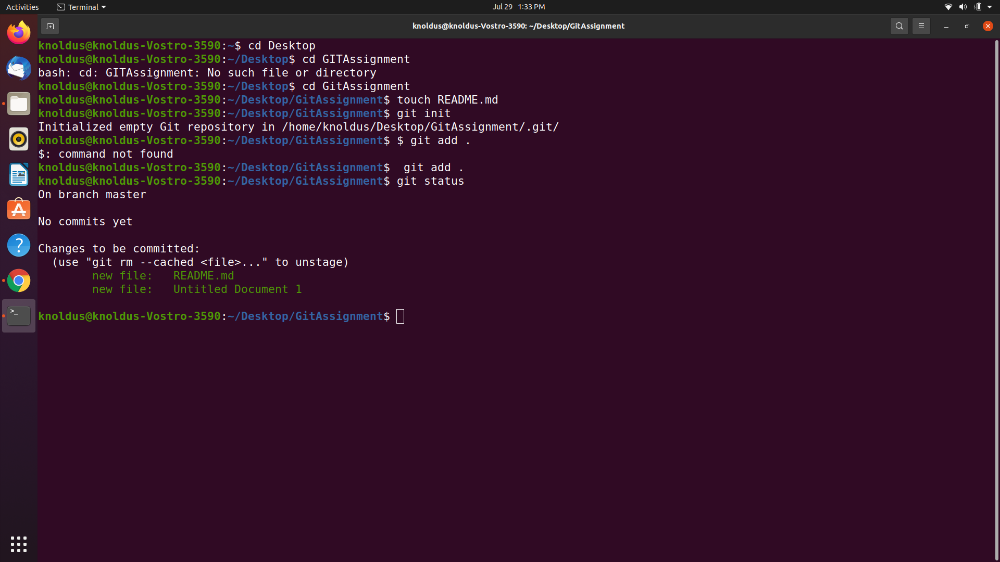 Activities Terminal Jul 29 1:33 PM
knoldus@knoldus-Vostro-3590: ~/Desktop/GitAssignment
knoldus@knoldus-Vostro-3590:~$ cd Desktop
knoldus@knoldus-Vostro-3590:~/Desktop$ cd GITAssignment
bash: cd: GITAssignment: No such file or directory
knoldus@knoldus-Vostro-3590:~/Desktop$ cd GitAssignment
knoldus@knoldus-Vostro-3590:~/Desktop/GitAssignment$ touch README.md
knoldus@knoldus-Vostro-3590:~/Desktop/GitAssignment$ git init
Initialized empty Git repository in /home/knoldus/Desktop/GitAssignment/.git/
knoldus@knoldus-Vostro-3590:~/Desktop/GitAssignment$ $ git add .
$: command not found
knoldus@knoldus-Vostro-3590:~/Desktop/GitAssignment$  git add .
knoldus@knoldus-Vostro-3590:~/Desktop/GitAssignment$ git status
On branch master
No commits yet
Changes to be committed:
  (use "git rm --cached <file>..." to unstage)
        new file:   README.md
        new file:   Untitled Document 1
knoldus@knoldus-Vostro-3590:~/Desktop/GitAssignment$